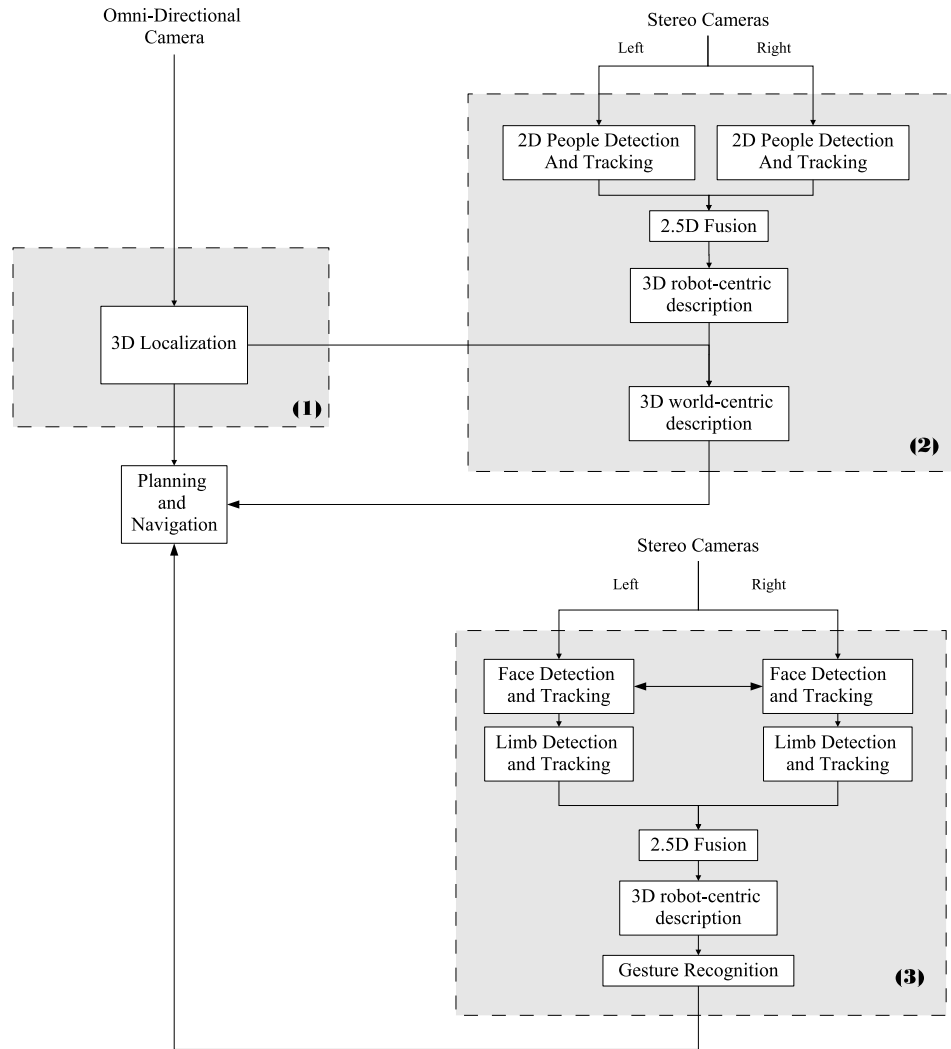 Omni-Directional
Camera
3D Localization
(1)
Planning
and
Navigation
Stereo Cameras
Left
Right
2D People Detection
And Tracking
2D People Detection
And Tracking
2.5D Fusion
3D robot-centric
description
3D world-centric
description
(2)
Stereo Cameras
Left
Right
Face Detection
and Tracking
Face Detection
and Tracking
Limb Detection
and Tracking
Limb Detection
and Tracking
2.5D Fusion
3D robot-centric
description
Gesture Recognition
(3)